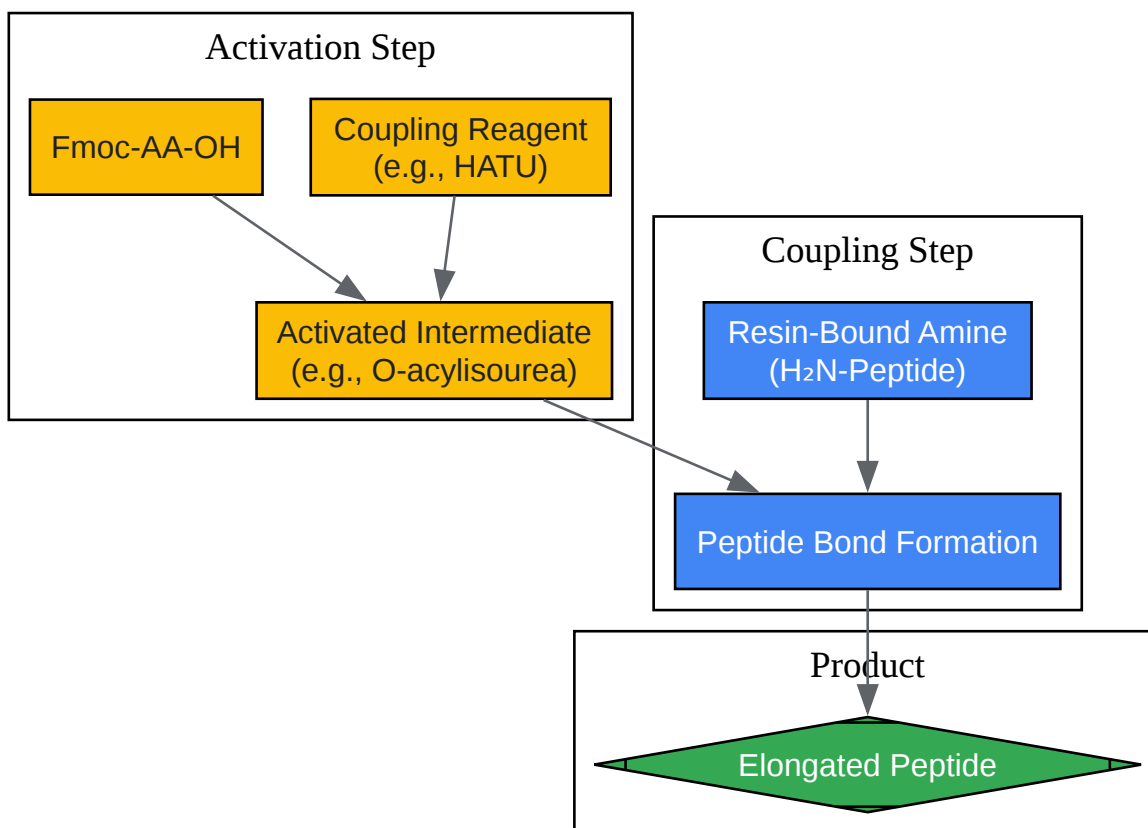 Activation Step
Fmoc-AA-OH
Coupling Reagent
(e.g., HATU)
Activated Intermediate
(e.g., O-acylisourea)
Coupling Step
Resin-Bound Amine
(H₂N-Peptide)
Peptide Bond Formation
Product
Elongated Peptide